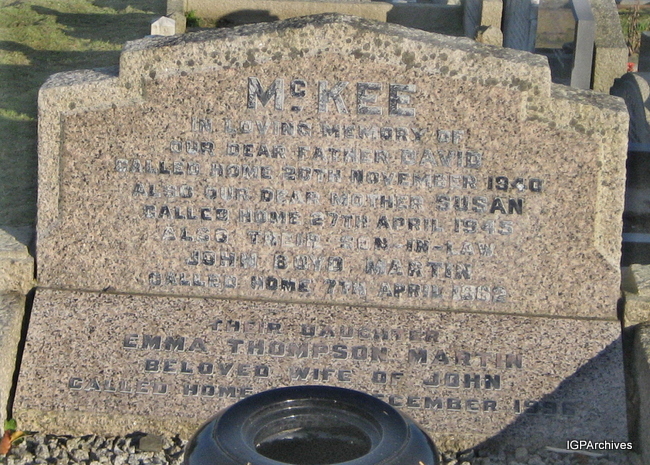 McKEE
IN LOVING MEMORY OF
OUR DEAR FATHER DAVID
CALLED HOME 20TH NOVEMBER 1940
ALSO OUR DEAR MOTHER SUSAN
CALLED HOME 27TH APRIL 1945
ALSO THEIR SON-IN-LAW
JOHN BOYD MARTIN
CALLED HOME 7TH APRIL 1962
THEIR DAUGHTER
EMMA THOMPSON MARTIN
BELOVED WIFE OF JOHN
CALLED HOME DECEMBER
IGPArchives